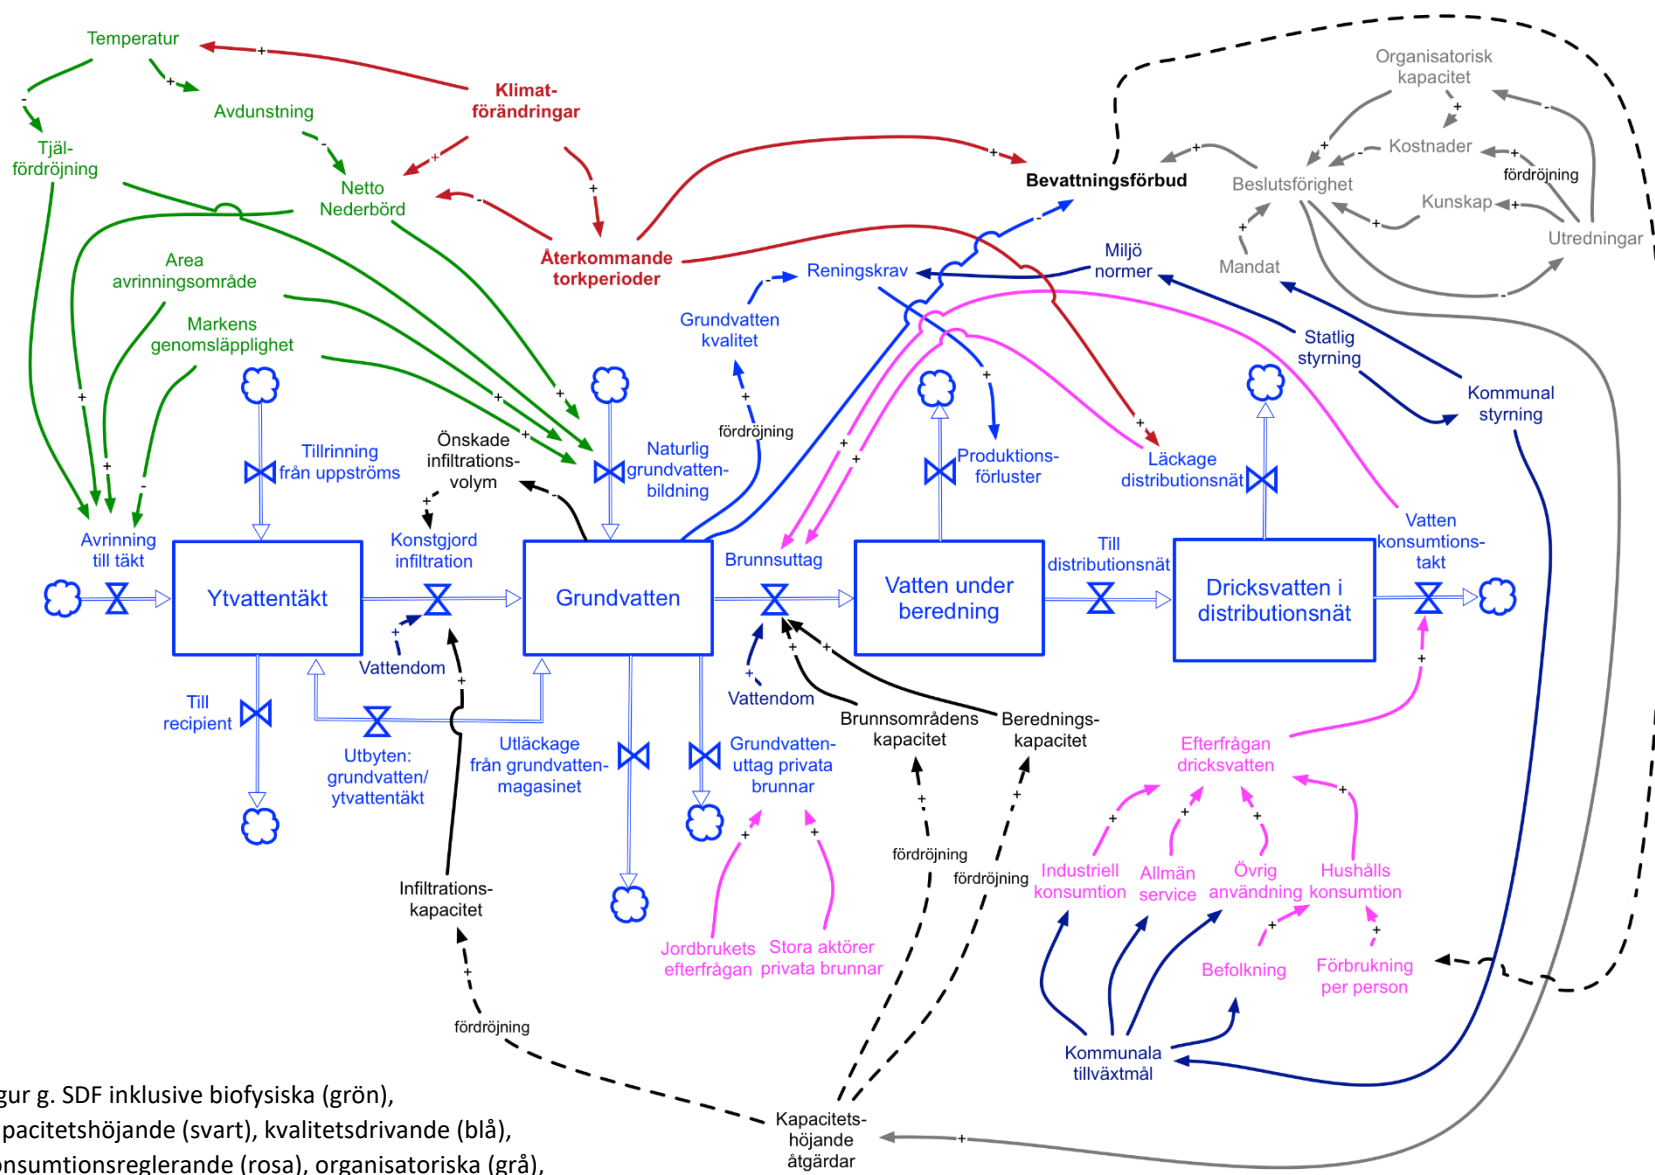 Temperatur
Avdunstning
Tjäl-
fördröjning
Netto
Nederbörd
Area
avrinningsområde
Markens
genomsläpplighet
Klimat-
förändringar
Återkommande
torkperioder
Bevattningsförbud
Organisatorisk
kapacitet
Kostnader
fördröjning
Beslutsförighet
Kunskap
Utredningar
Mandat
Miljö
normer
Reningskrav
Grundvatten
kvalitet
Statlig
styrning
Kommunal
styrning
Tillrinning
från uppströms
Önskade
infiltrations-
volym
Naturlig
grundvatten-
bildning
fördröjning
Produktions-
förluster
Läckage
distributionsnät
Avrinning
till täkt
Konstgjord
infiltration
Brunnsuttag
Till
distributionsnät
Vatten
konsumtions-
takt
Ytvattentäkt
Grundvatten
Vatten under
beredning
Dricksvatten i
distributionsnät
Vattendom
Vattendom
Till
recipient
Utbyten:
grundvatten/
ytvattentäkt
Utläckage
från grundvatten-
magasinet
Grundvatten-
uttag privata
brunnar
Brunnsområdens
kapacitet
Berednings-
kapacitet
Efterfrågan
dricksvatten
Infiltrations-
kapacitet
fördröjning
fördröjning
Industriell
konsumtion
Allmän
service
Övrig
användning
Hushålls
konsumtion
Jordbrukets
efterfrågan
Stora aktörer
privata brunnar
Befolkning
Förbrukning
per person
fördröjning
Kommunala
tillväxtmål
Kapacitets-
höjande
åtgärdar
gur g. SDF inklusive biofysiska (grön),
pacitetshöjande (svart), kvalitetsdrivande (blå),
onsumtionsreglerande (rosa), organisatoriska (grå),